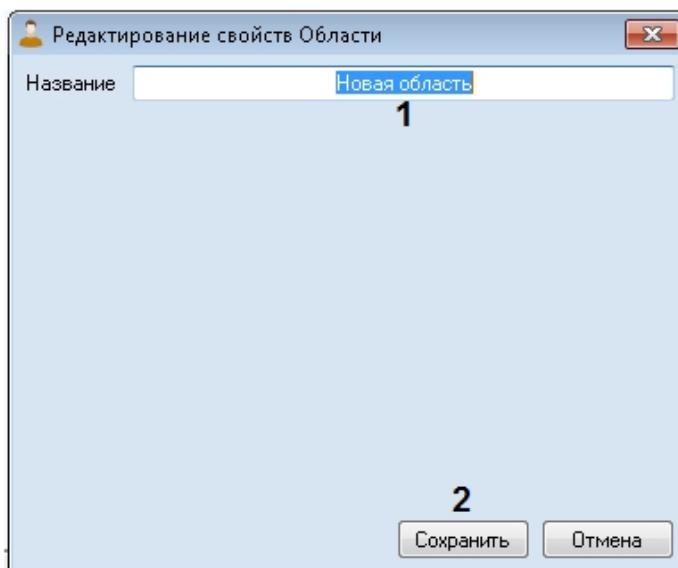 Редактирование свойств Области
Название Новая область
1
2
Сохранить Отмена